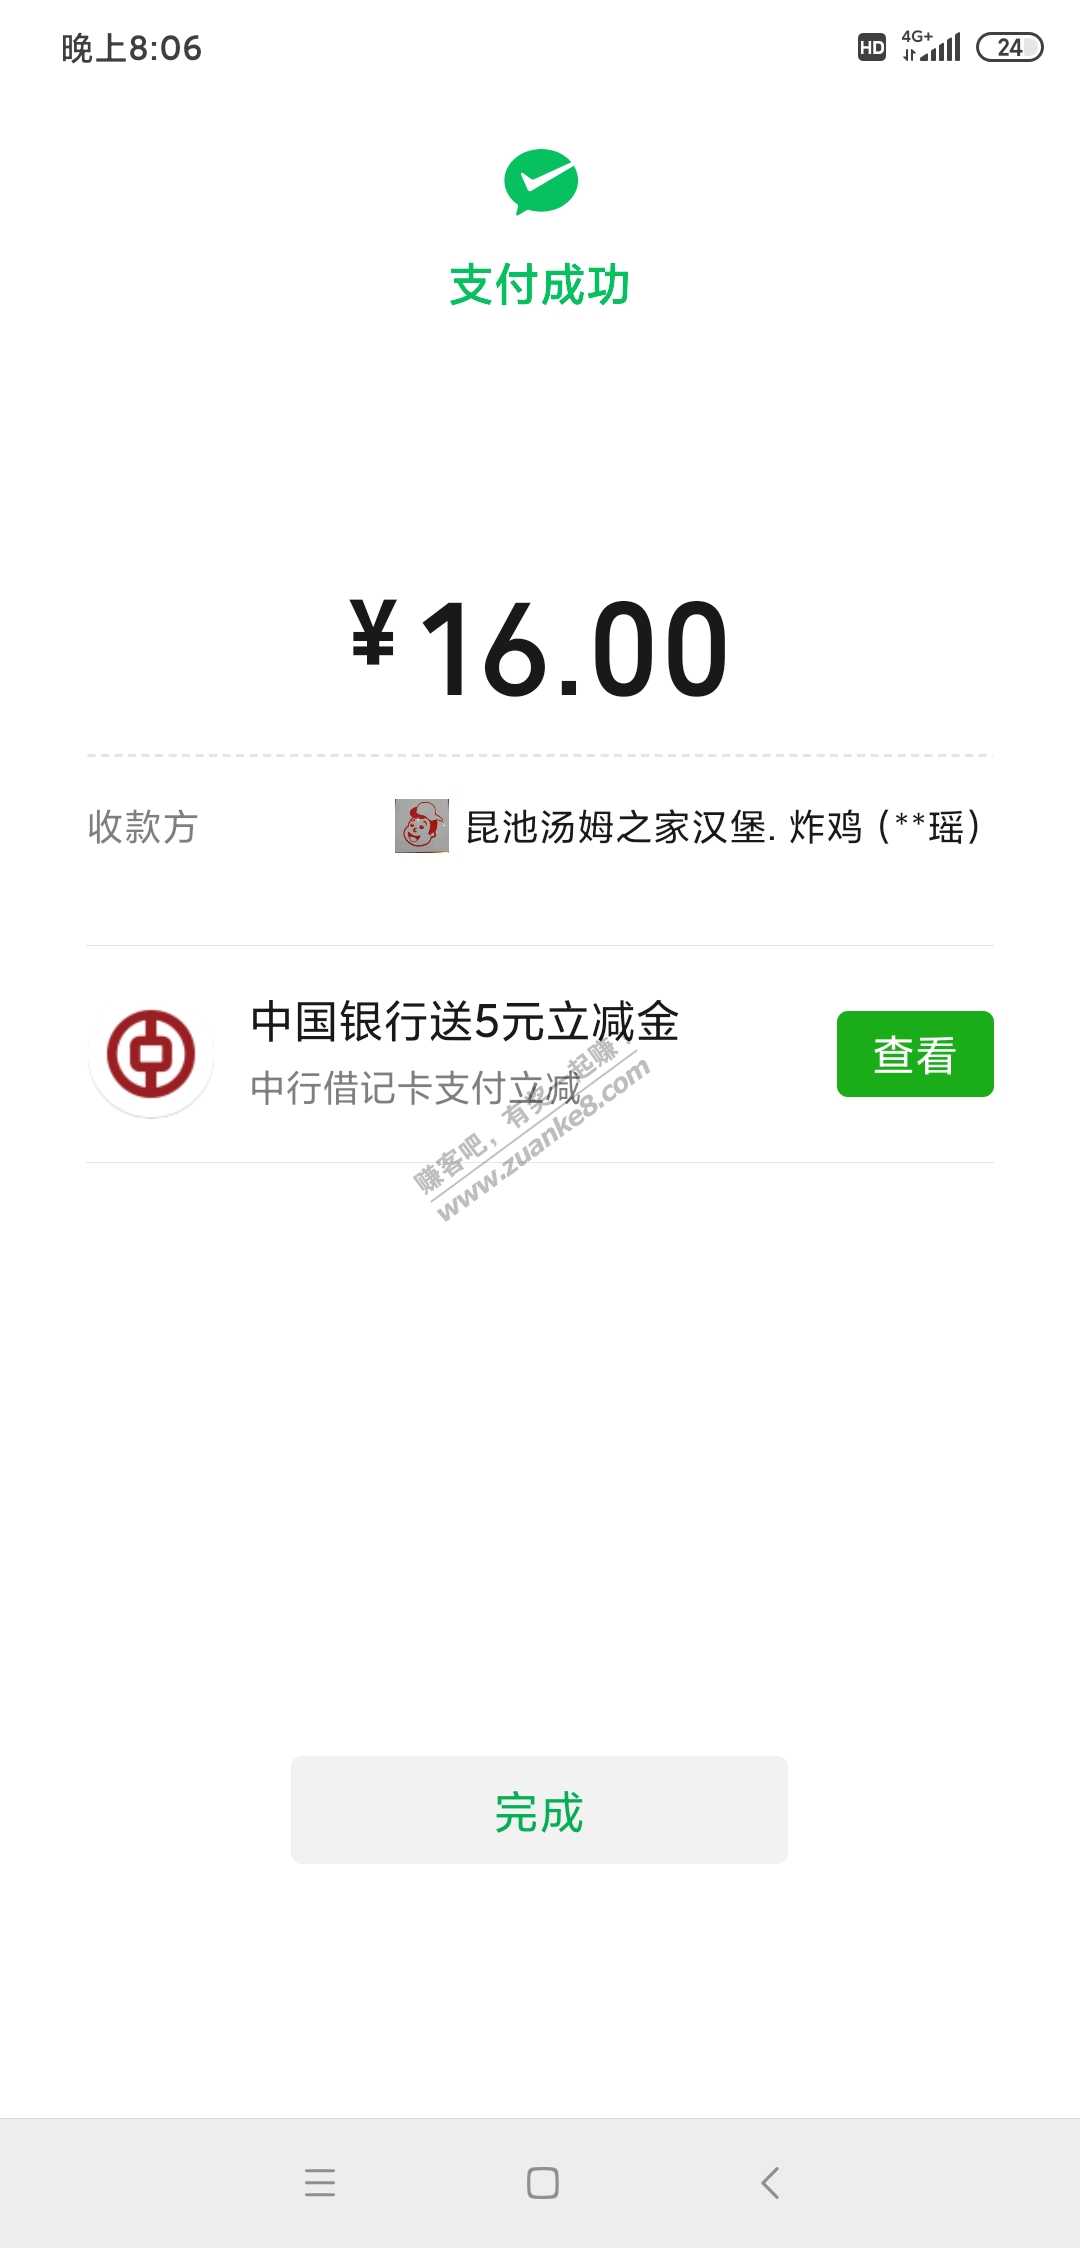 晚上8:06
HD
4G+
24
支付成功
¥16.00
收款方
昆池汤姆之家汉堡. 炸鸡 (**瑶)
中国银行送5元立减金
中行借记卡支付立减
查看
赚客吧，有奖一起赚！
www.zuanke8.com
完成